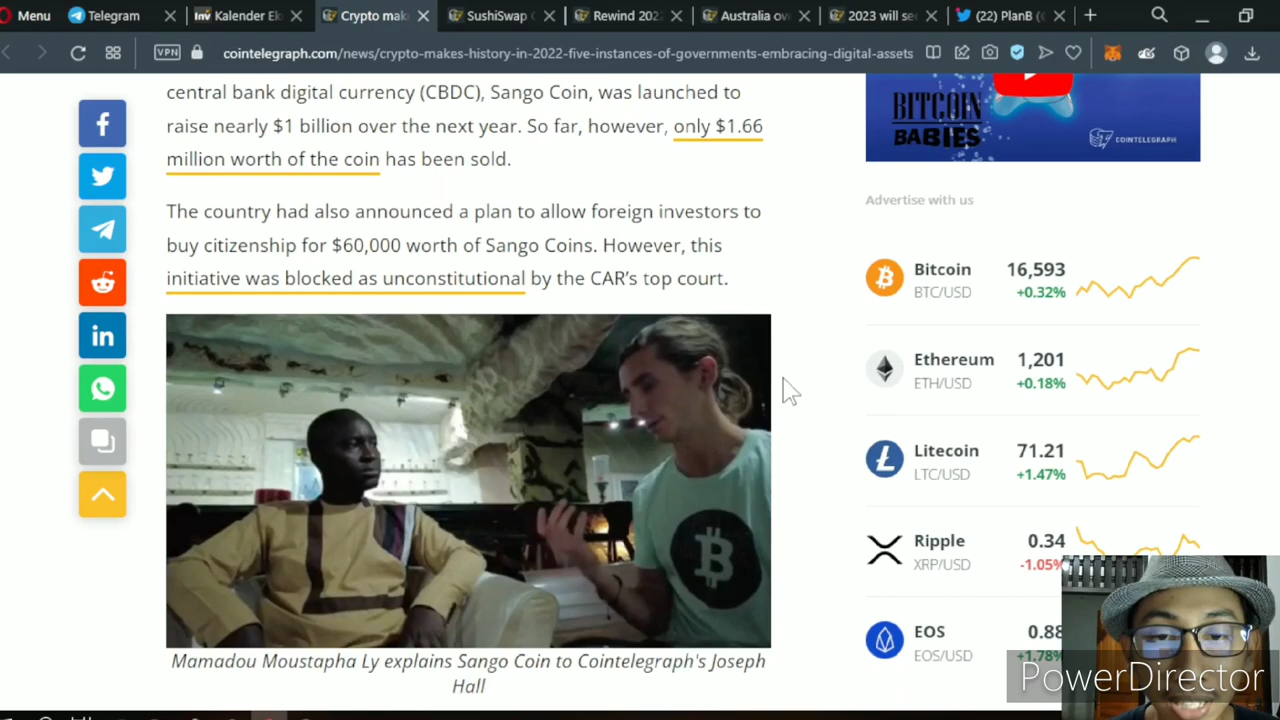 Menu
Telegram
Kalender Ek
Crypto mak
SushiSwap
Rewind 2022
Australia ov
2023 will se
(22) PlanB (
VPN
cointelegraph.com/news/crypto-makes-history-in-2022-five-instances-of-governments-embracing-digital-assets
central bank digital currency (CBDC), Sango Coin, was launched to
raise nearly $1 billion over the next year. So far, however, only $1.66
million worth of the coin has been sold.
The country had also announced a plan to allow foreign investors to
buy citizenship for $60,000 worth of Sango Coins. However, this
initiative was blocked as unconstitutional by the CAR's top court.
Mamadou Moustapha Ly explains Sango Coin to Cointelegraph's Joseph
Hall
BITCOIN
BABIES
COINTELEGRAPH
Advertise with us
Bitcoin 16,593
BTC/USD +0.32%
Ethereum 1,201
ETH/USD +0.18%
Litecoin 71.21
LTC/USD +1.47%
Ripple 0.34
XRP/USD -1.05%
EOS 0.88
EOS/USD +1.78%
PowerDirector